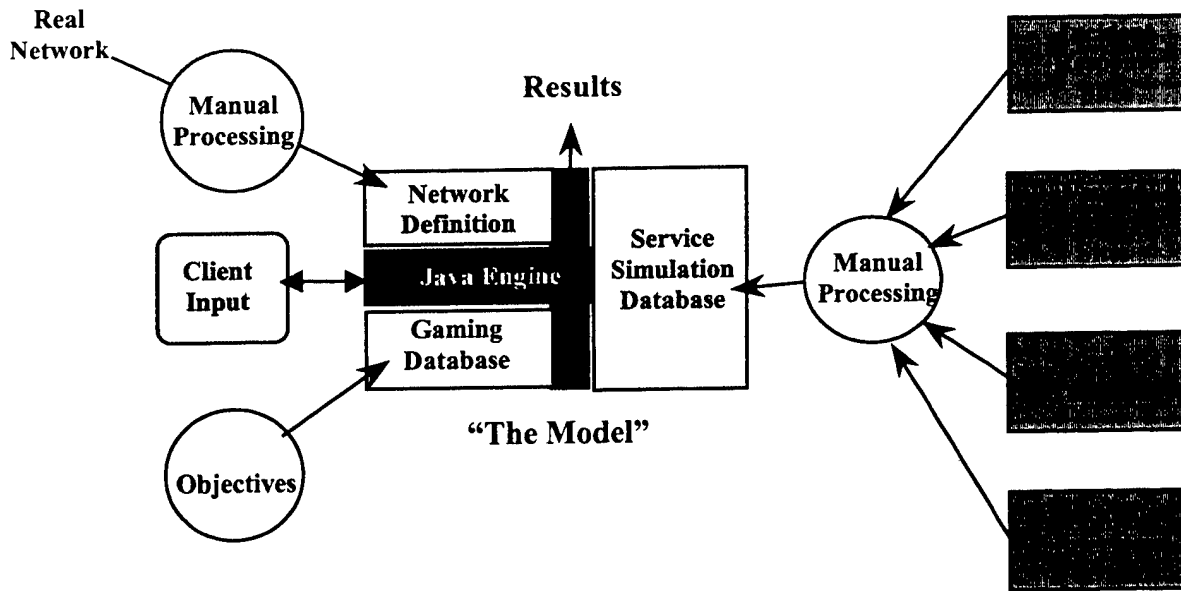 Real
Network
Manual
Processing
Results
Network
Definition
Client
Input
Java Engine
Service
Simulation
Database
Manual
Processing
Gaming
Database
"The Model"
Objectives